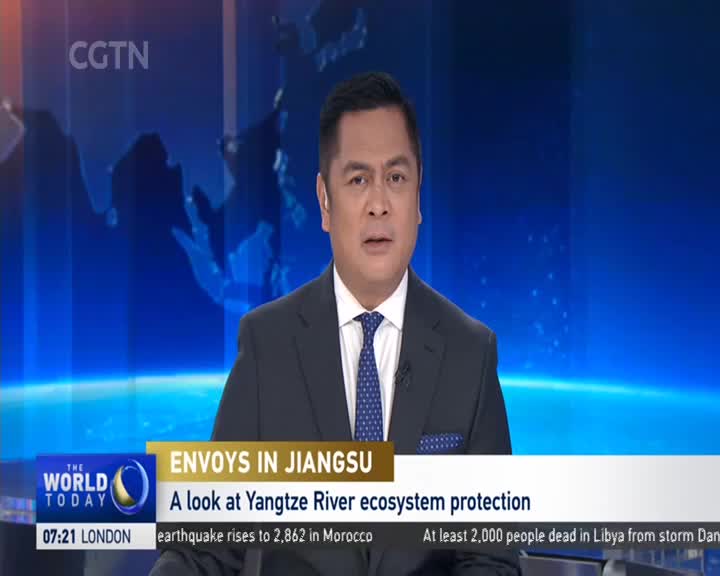 CGTN
ENVOYS IN JIANGSU
THE
WORLD
TODAY
A look at Yangtze River ecosystem protection
07:21 LONDON
earthquake rises to 2,862 in Morocco
At least 2,000 people dead in Libya from storm Dan